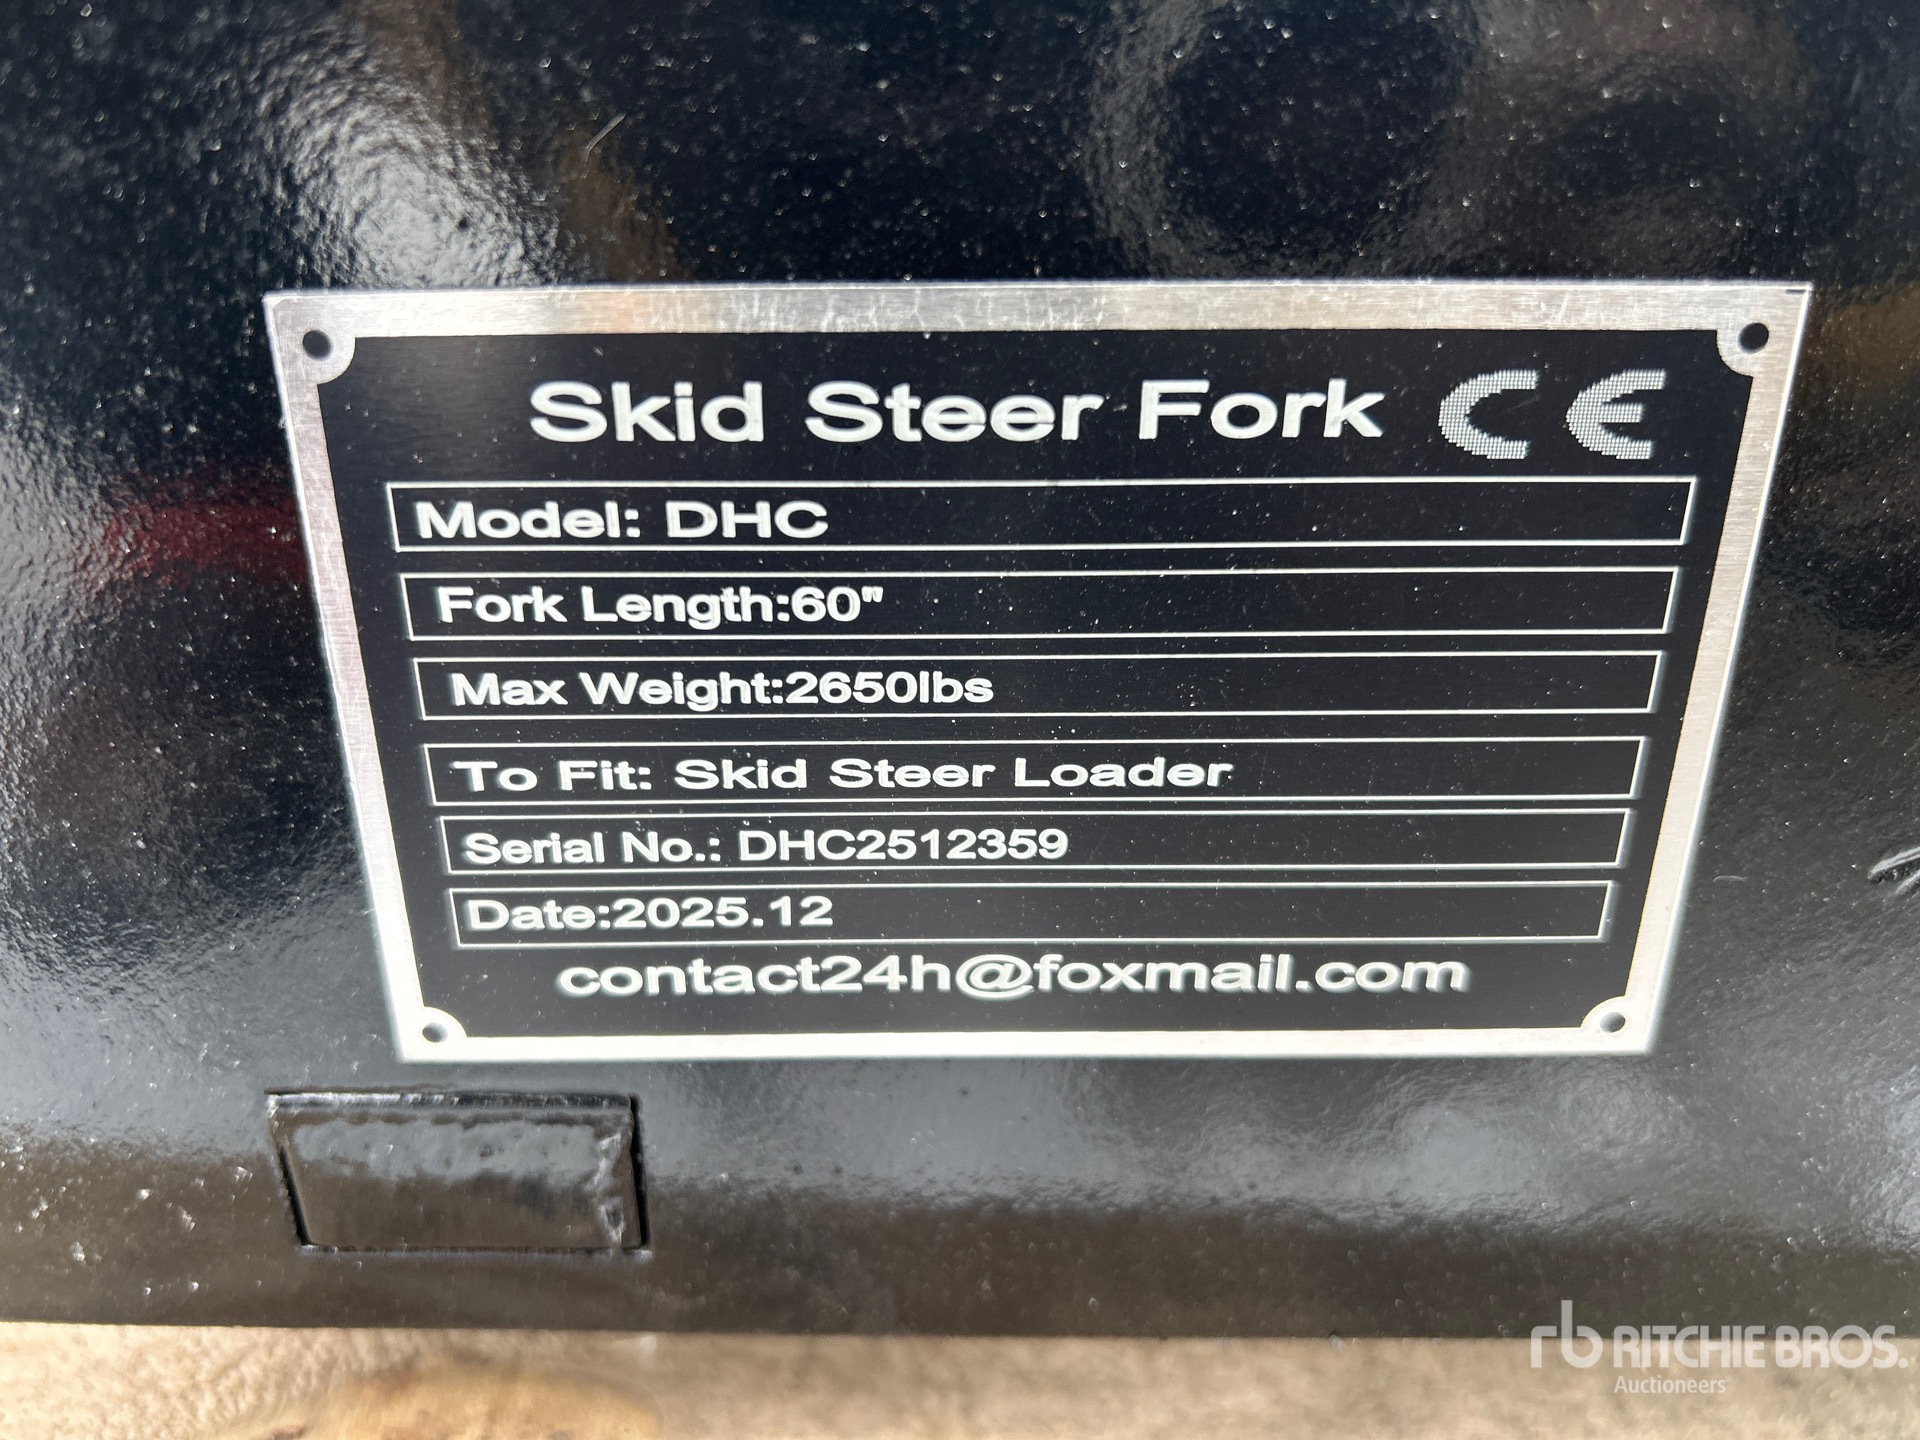 Skid Steer Fork CE
Model: DHC
Fork Length:60"
Max Weight:2650lbs
To Fit: Skid Steer Loader
Serial No.: DHC2512359
Date:2025.12
contact24h@foxmail.com
rb RITCHIE BROS.
Auctioneers